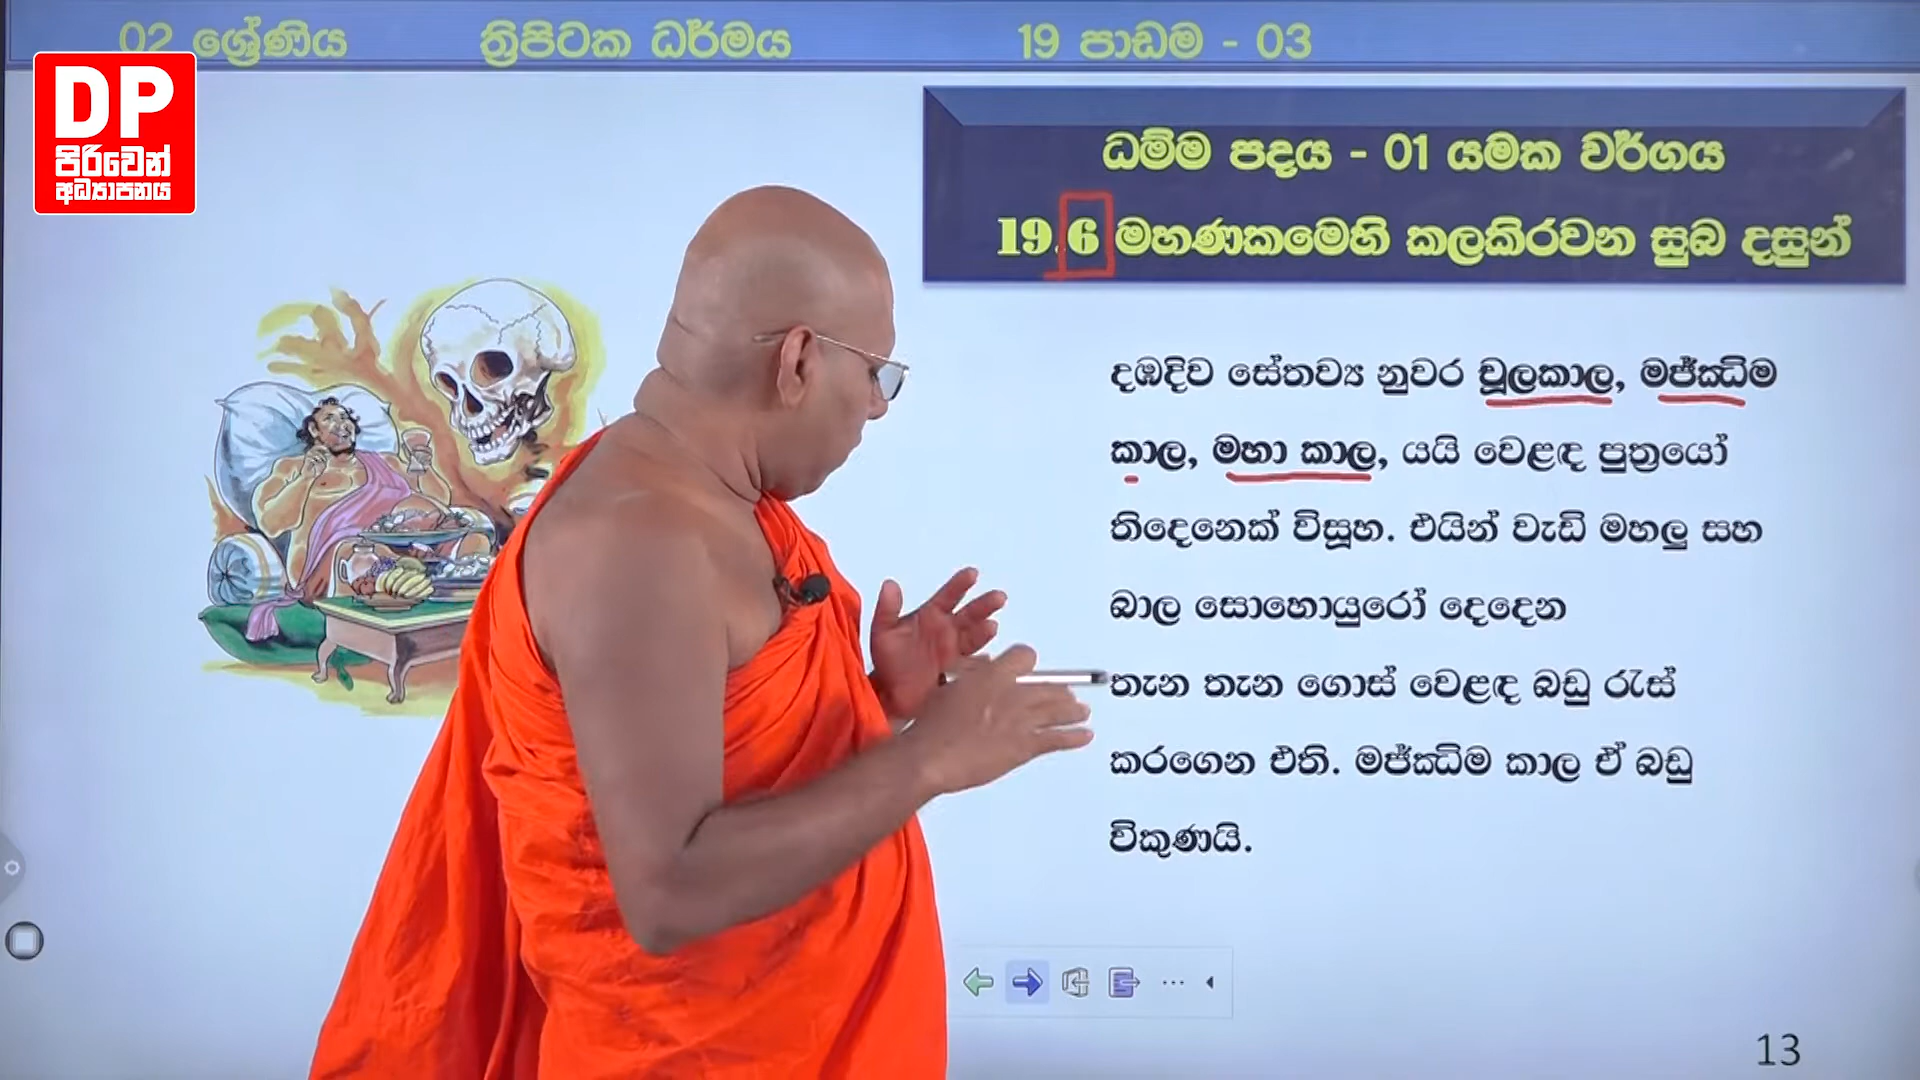 02 ශ්‍රේණිය ත්‍රිපිටක ධර්මය 19 පාඩම - 03
DP
පිරිවෙන්
අධ්‍යාපනය
ධම්ම පදය - 01 යමක වර්ගය
19.6 මහණකමෙහි කලකිරවන සුබ දසුන්
දඹදිව සේතව්‍ය නුවර චූලකාල, මජ්ඣිම
කාල, මහා කාල, යයි වෙළඳ පුත්‍රයෝ
තිදෙනෙක් විසූහ. එයින් වැඩි මහලු සහ
බාල සොහොයුරෝ දෙදෙන
තැන තැන ගොස් වෙළඳ බඩු රැස්
කරගෙන එති. මජ්ඣිම කාල ඒ බඩු
විකුණයි.
13